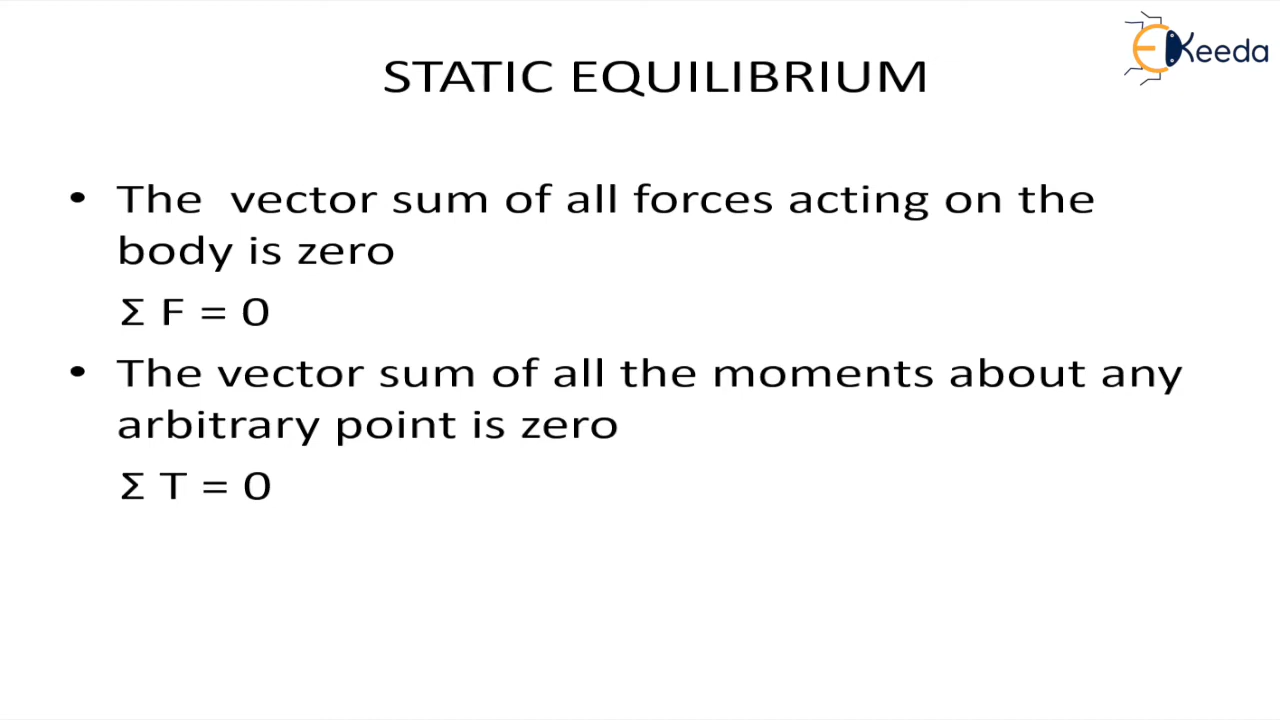 EKeeda
STATIC EQUILIBRIUM
• The vector sum of all forces acting on the
body is zero
Σ F = 0
• The vector sum of all the moments about any
arbitrary point is zero
Σ T = 0